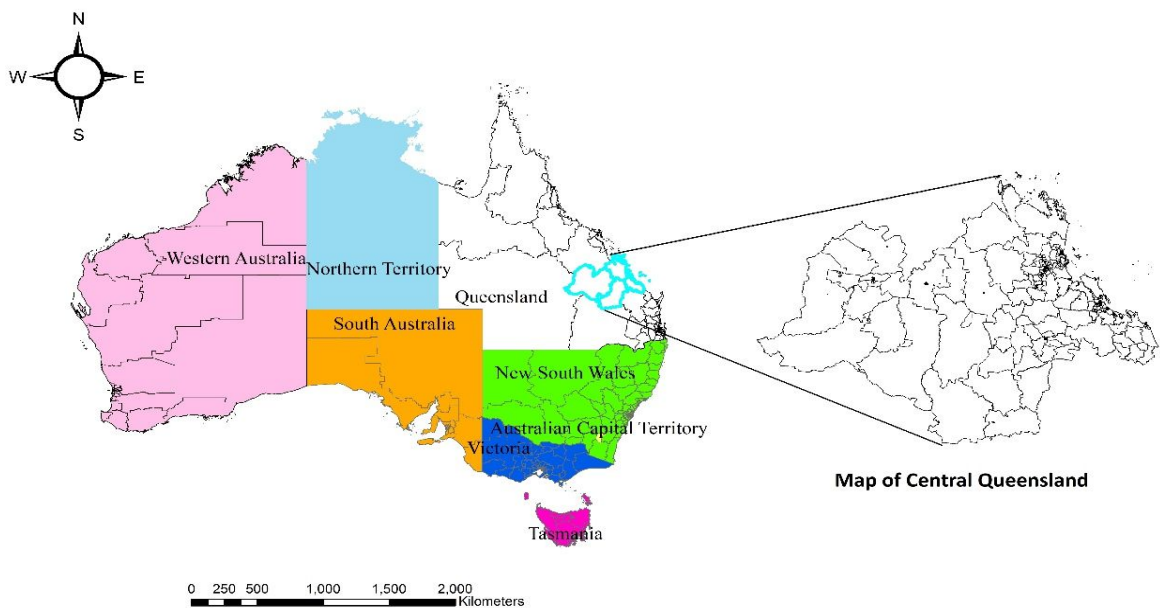 N
W E
S
Western Australia
Northern Territory
Queensland
South Australia
New South Wales
Australian Capital Territory
Victoria
Tasmania
Map of Central Queensland
0 250 500 1,000 1,500 2,000
Kilometers